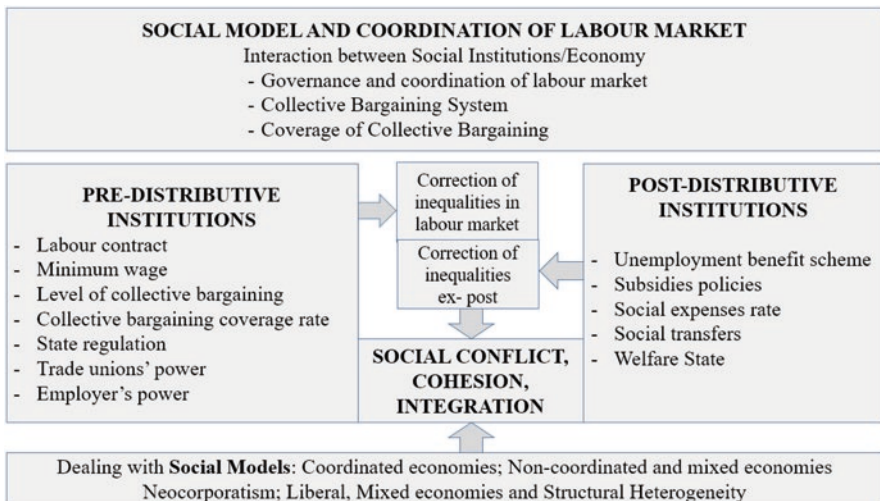 SOCIAL MODEL AND COORDINATION OF LABOUR MARKET
Interaction between Social Institutions/Economy
- Governance and coordination of labour market
- Collective Bargaining System
- Coverage of Collective Bargaining
PRE-DISTRIBUTIVE
INSTITUTIONS
- Labour contract
- Minimum wage
- Level of collective bargaining
- Collective bargaining coverage rate
- State regulation
- Trade unions' power
- Employer's power
Correction of
inequalities in
labour market
Correction of
inequalities
ex- post
SOCIAL CONFLICT,
COHESION,
INTEGRATION
POST-DISTRIBUTIVE
INSTITUTIONS
- Unemployment benefit scheme
- Subsidies policies
- Social expenses rate
- Social transfers
- Welfare State
Dealing with Social Models: Coordinated economies; Non-coordinated and mixed economies
Neocorporatism; Liberal, Mixed economies and Structural Heterogeneity